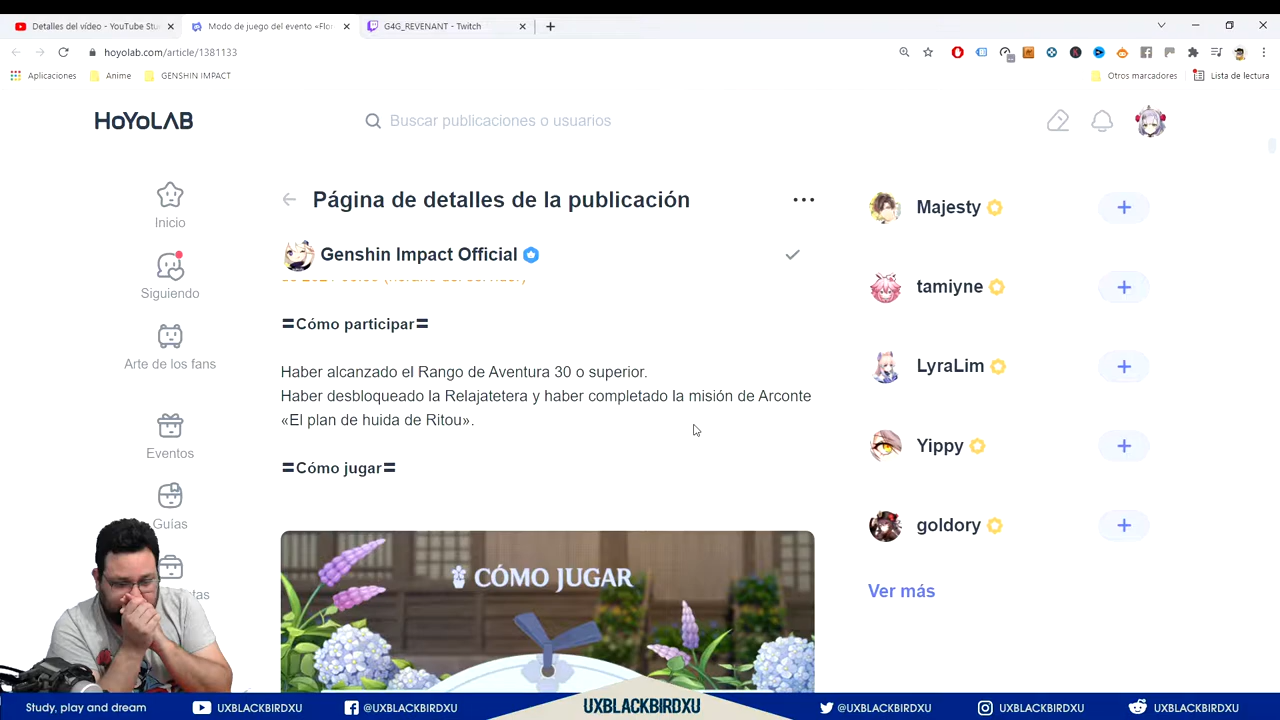 Detalles del vídeo - YouTube Stu
Modo de juego del evento «Flor
G4G_REVENANT - Twitch
hoyolab.com/article/1381133
Aplicaciones
Anime
GENSHIN IMPACT
Otros marcadores
Lista de lectura
HoYoLAB
Buscar publicaciones o usuarios
Inicio
Siguiendo
Arte de los fans
Eventos
Guías
Página de detalles de la publicación
Genshin Impact Official
〓Cómo participar〓
Haber alcanzado el Rango de Aventura 30 o superior.
Haber desbloqueado la Relajatetera y haber completado la misión de Arconte
«El plan de huida de Ritou».
〓Cómo jugar〓
CÓMO JUGAR
Majesty
tamiyne
LyraLim
Yippy
goldory
Ver más
Study, play and dream
UXBLACKBIRDXU
@UXBLACKBIRDXU
UXBLACKBIRDXU
@UXBLACKBIRDXU
UXBLACKBIRDXU
UXBLACKBIRDXU